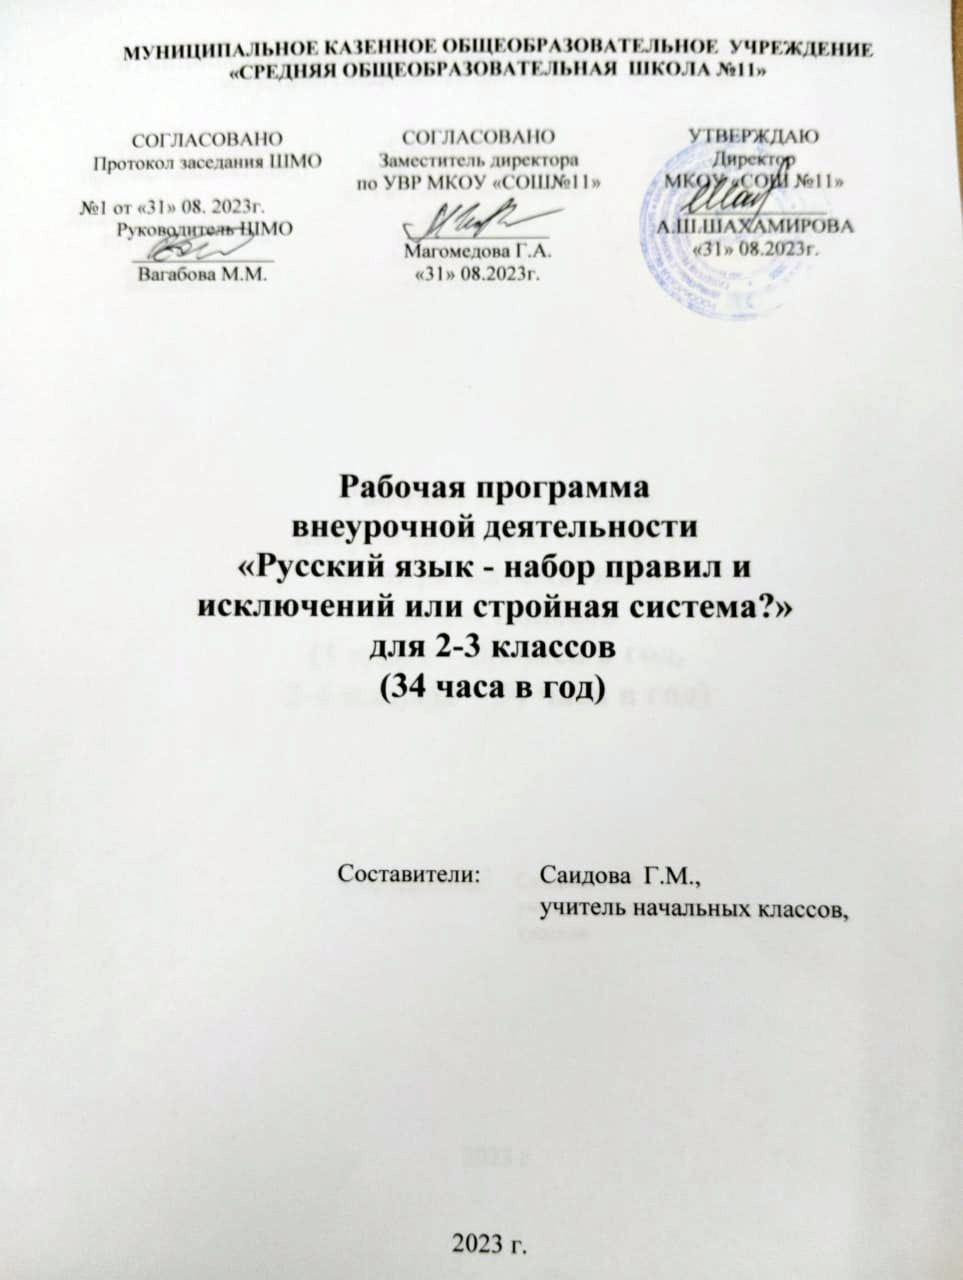 МУНИЦИПАЛЬНОЕ КАЗЕННОЕ ОБЩЕОБРАЗОВАТЕЛЬНОЕ УЧРЕЖДЕНИЕ
«СРЕДНЯЯ ОБЩЕОБРАЗОВАТЕЛЬНАЯ ШКОЛА №11»
СОГЛАСОВАНО
Протокол заседания ШМО
№1 от «31» 08. 2023г.
Руководитель ШМО
Вагабова М.М.
СОГЛАСОВАНО
Заместитель директора
по УВР МКОУ «СОШ№11»
Магомедова Г.А.
«31» 08.2023г.
УТВЕРЖДАЮ
Директор
МКОУ «СОШ №11»
А.Ш.ШАХАМИРОВА
«31» 08.2023г.
Рабочая программа
внеурочной деятельности
«Русский язык - набор правил и
исключений или стройная система?»
для 2-3 классов
(34 часа в год)
Составители: Саидова Г.М.,
учитель начальных классов,
2023 г.